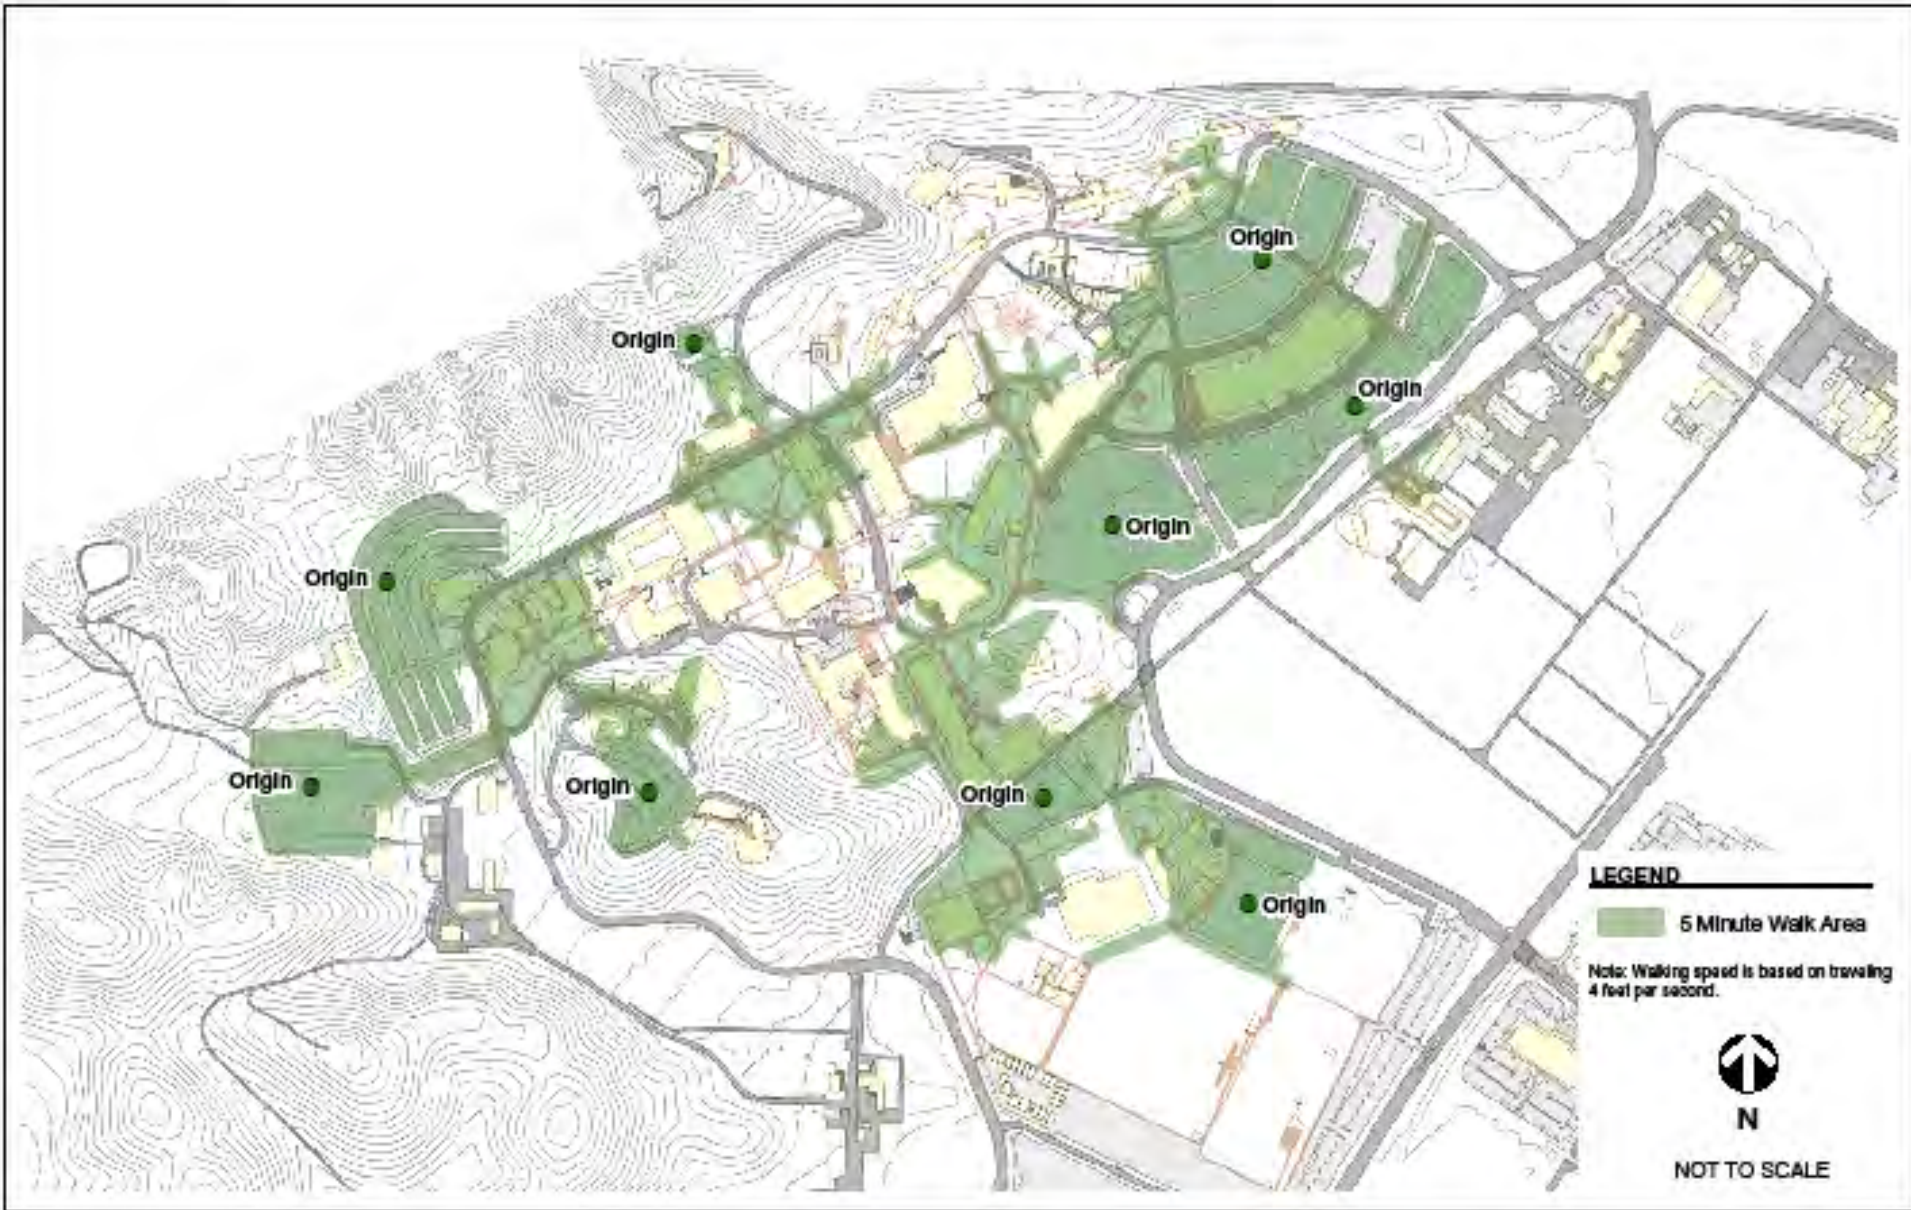 Origin
Origin
Origin
Origin
Origin
Origin
Origin
Origin
Origin
LEGEND
5 Minute Walk Area
Note: Walking speed is based on traveling
4 feet per second.
N
NOT TO SCALE